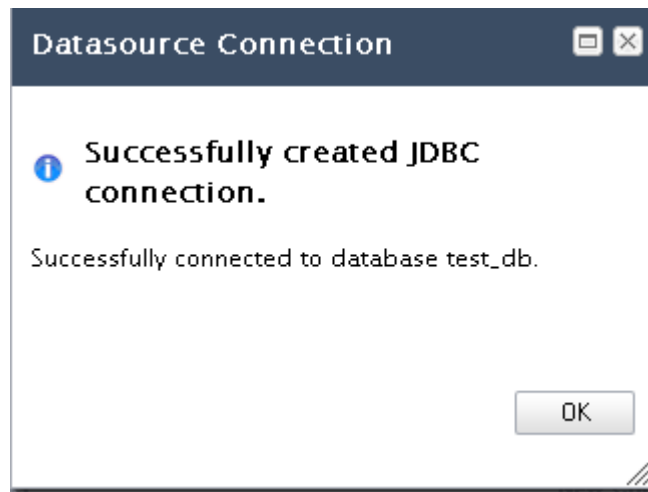 Datasource Connection
Successfully created JDBC
connection.
Successfully connected to database test_db.
OK